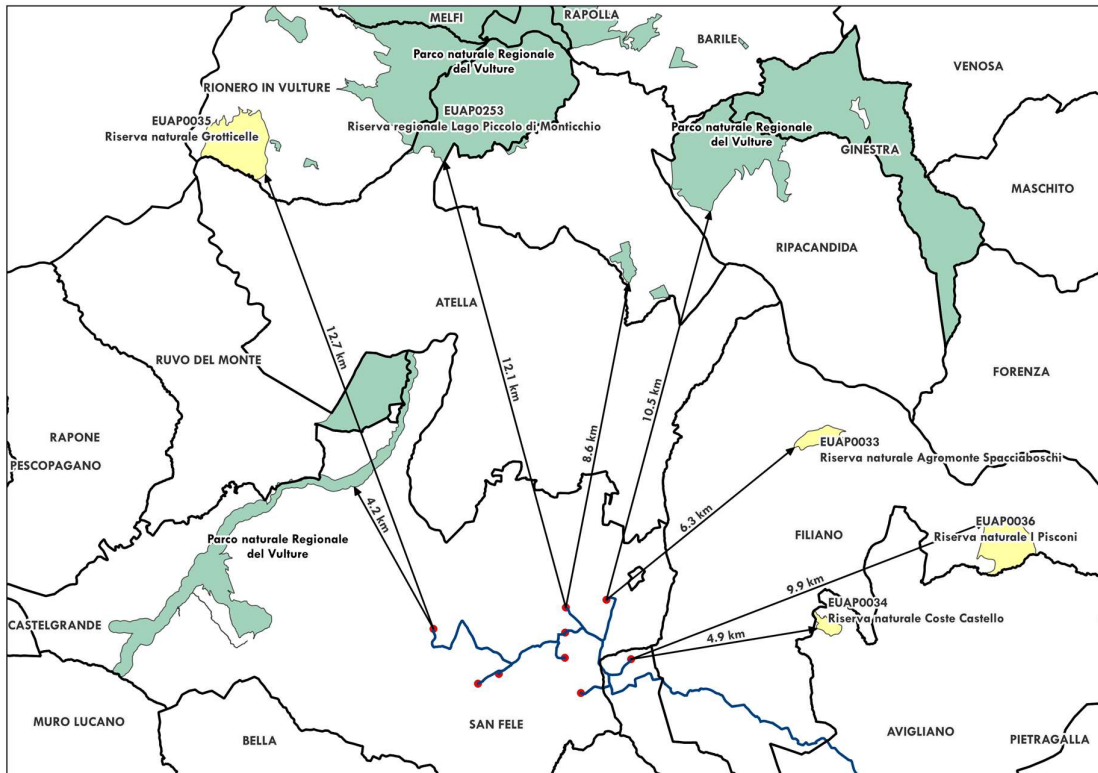 MELFI
RAPOLLA
BARILE
VENOSA
Parco naturale Regionale
del Vulture
RIONERO IN VULTURE
EUAP0253
Riserva regionale Lago Piccolo di Monticchio
EUAP0035
Riserva naturale Grotticelle
Parco naturale Regionale
del Vulture
GINESTRA
MASCHITO
RIPACANDIDA
ATELLA
RUVO DEL MONTE
12.7 km
12.1 km
10.5 km
8.6 km
FORENZA
RAPONE
PESCOPAGANO
EUAP0033
Riserva naturale Agromonte Spacciaboschi
4.2 km
6.3 km
EUAP0036
Riserva naturale I Pisconi
FILIANO
Parco naturale Regionale
del Vulture
9.9 km
EUAP0034
Riserva naturale Coste Castello
4.9 km
CASTELGRANDE
MURO LUCANO
BELLA
SAN FELE
AVIGLIANO
PIETRAGALLA